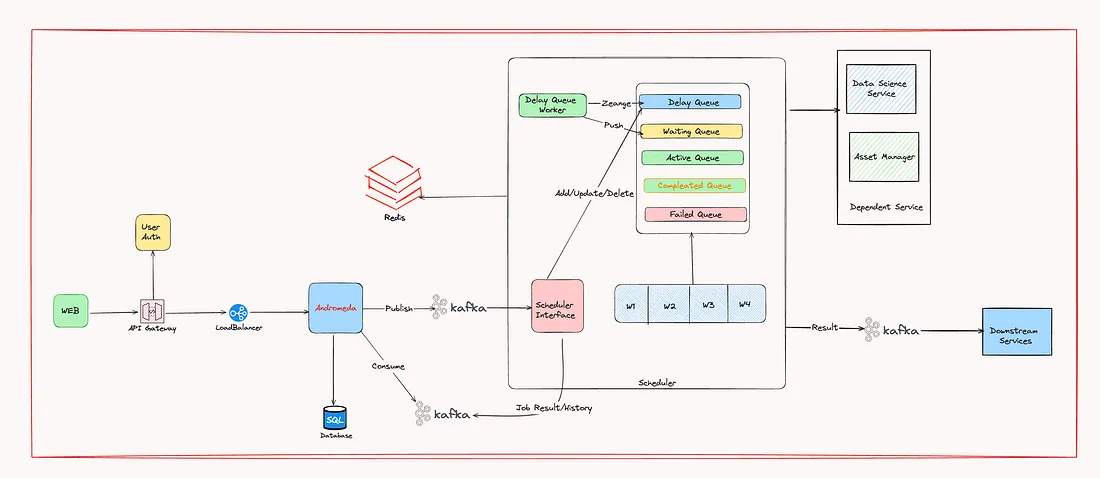 Data Science
Service
Asset Manager
Dependent Service
Delay Queue
Worker
Zeange
Push
Delay Queue
Waiting Queue
Active Queue
Compleated Queue
Failed Queue
Add/Update/Delete
Redis
User
Auth
WEB
API Gateway
LoadBalancer
Andromeda
Publish
kafka
Scheduler
Interface
W1
W2
W3
W4
Result
kafka
Downstream
Services
Consume
Scheduler
kafka
Job Result/History
SQL
Database